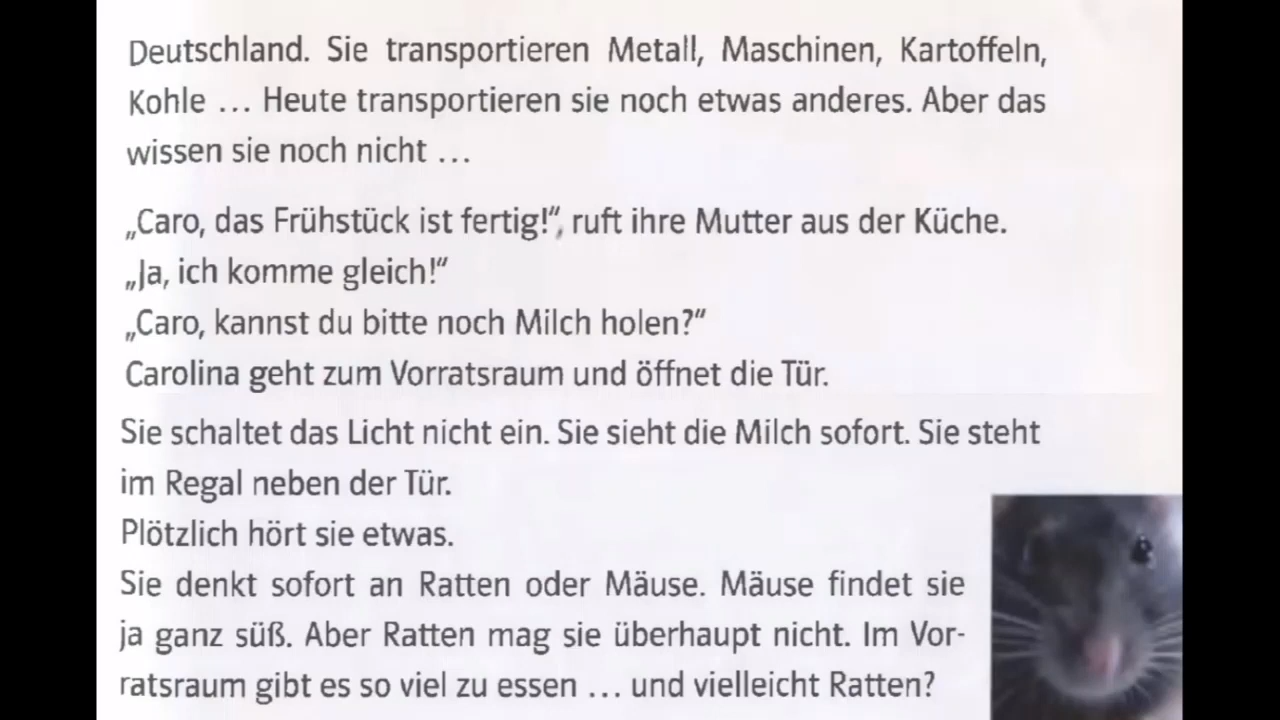 Deutschland. Sie transportieren Metall, Maschinen, Kartoffeln,
Kohle … Heute transportieren sie noch etwas anderes. Aber das
wissen sie noch nicht …
„Caro, das Frühstück ist fertig!“, ruft ihre Mutter aus der Küche.
„Ja, ich komme gleich!“
„Caro, kannst du bitte noch Milch holen?“
Carolina geht zum Vorratsraum und öffnet die Tür.
Sie schaltet das Licht nicht ein. Sie sieht die Milch sofort. Sie steht
im Regal neben der Tür.
Plötzlich hört sie etwas.
Sie denkt sofort an Ratten oder Mäuse. Mäuse findet sie
ja ganz süß. Aber Ratten mag sie überhaupt nicht. Im Vor-
ratsraum gibt es so viel zu essen … und vielleicht Ratten?